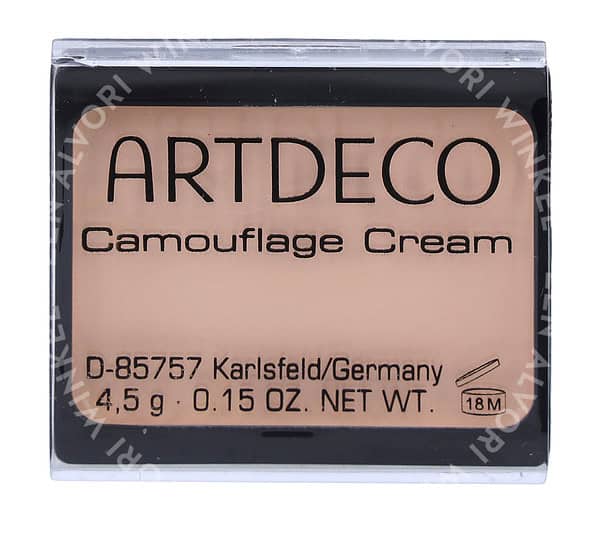 ARTDECO
Camouflage Cream
D-85757 Karlsfeld/Germany
4,5 g · 0.15 OZ. NET WT.
18M